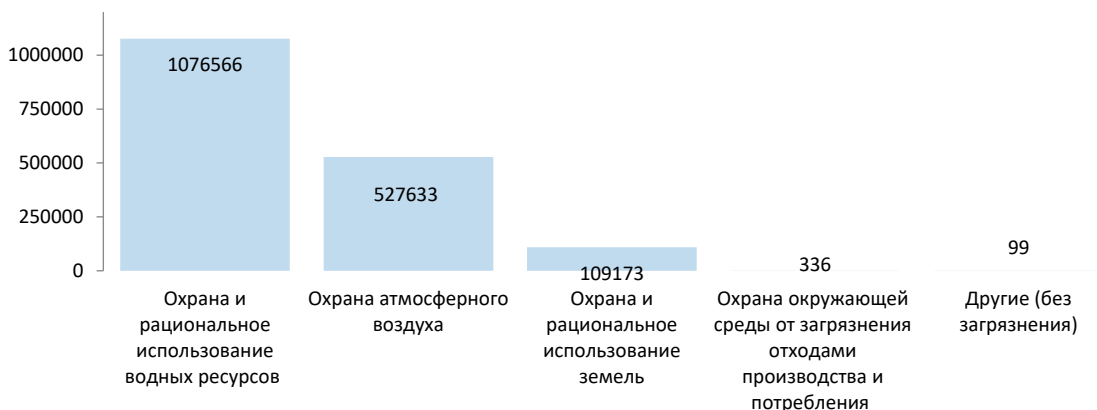 1000000
750000
500000
250000
0
1076566
527633
109173
336
99
Охрана и
рациональное
использование
водных ресурсов
Охрана атмосферного
воздуха
Охрана и
рациональное
использование
земель
Охрана окружающей
среды от загрязнения
отходами
производства и
потребления
Другие (без
загрязнения)